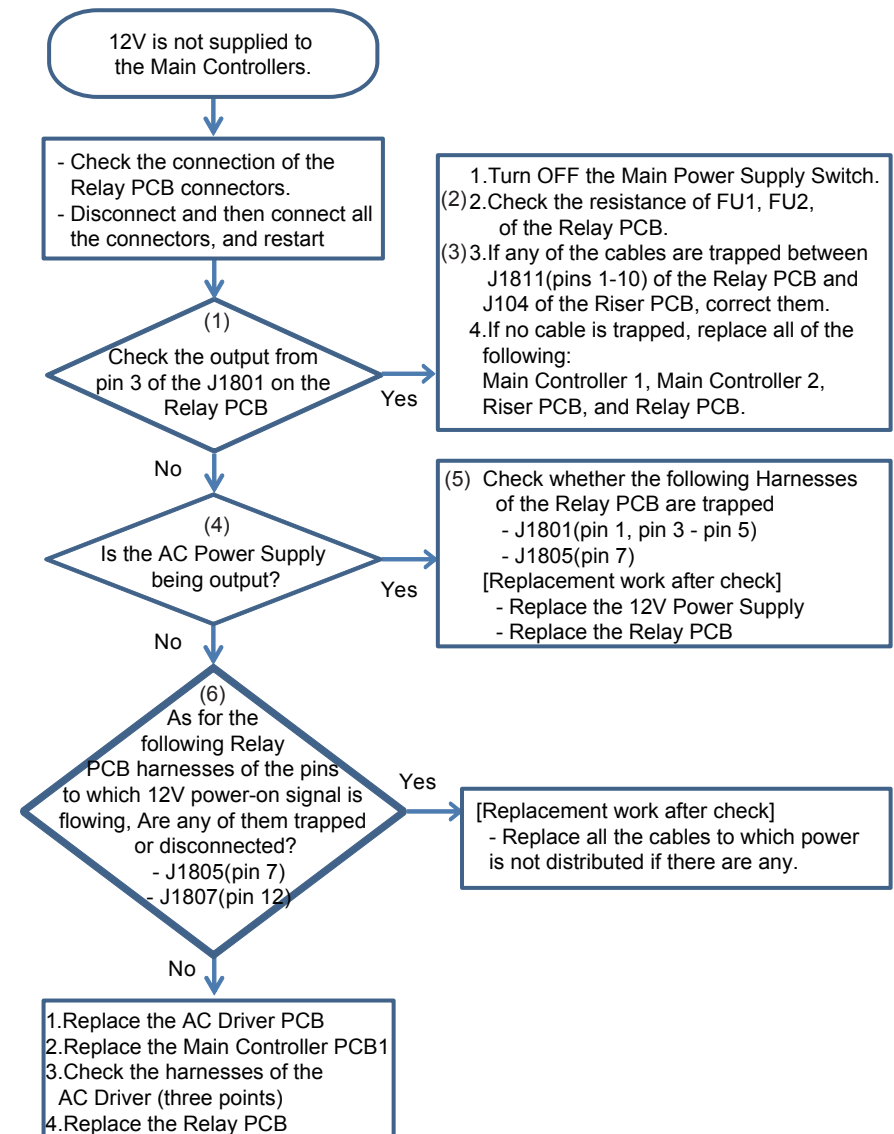 12V is not supplied to
the Main Controllers.
- Check the connection of the
Relay PCB connectors.
- Disconnect and then connect all
the connectors, and restart
(1)
Check the output from
pin 3 of the J1801 on the
Relay PCB
Yes
1.Turn OFF the Main Power Supply Switch.
(2) 2.Check the resistance of FU1, FU2,
of the Relay PCB.
(3) 3.If any of the cables are trapped between
J1811(pins 1-10) of the Relay PCB and
J104 of the Riser PCB, correct them.
4.If no cable is trapped, replace all of the
following:
Main Controller 1, Main Controller 2,
Riser PCB, and Relay PCB.
No
(4)
Is the AC Power Supply
being output?
Yes
(5) Check whether the following Harnesses
of the Relay PCB are trapped
- J1801(pin 1, pin 3 - pin 5)
- J1805(pin 7)
[Replacement work after check]
- Replace the 12V Power Supply
- Replace the Relay PCB
No
(6)
As for the
following Relay
PCB harnesses of the pins
to which 12V power-on signal is
flowing, Are any of them trapped
or disconnected?
- J1805(pin 7)
- J1807(pin 12)
Yes
[Replacement work after check]
- Replace all the cables to which power
is not distributed if there are any.
No
1.Replace the AC Driver PCB
2.Replace the Main Controller PCB1
3.Check the harnesses of the
AC Driver (three points)
4.Replace the Relay PCB